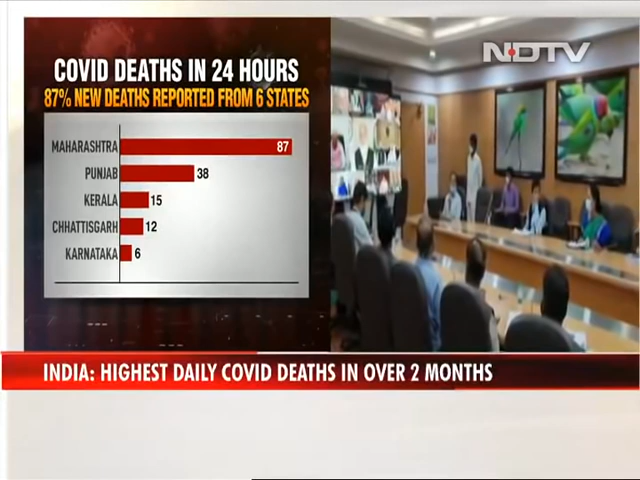 COVID DEATHS IN 24 HOURS
87% NEW DEATHS REPORTED FROM 6 STATES
MAHARASHTRA 87
PUNJAB 38
KERALA 15
CHHATTISGARH 12
KARNATAKA 6
NDTV
INDIA: HIGHEST DAILY COVID DEATHS IN OVER 2 MONTHS